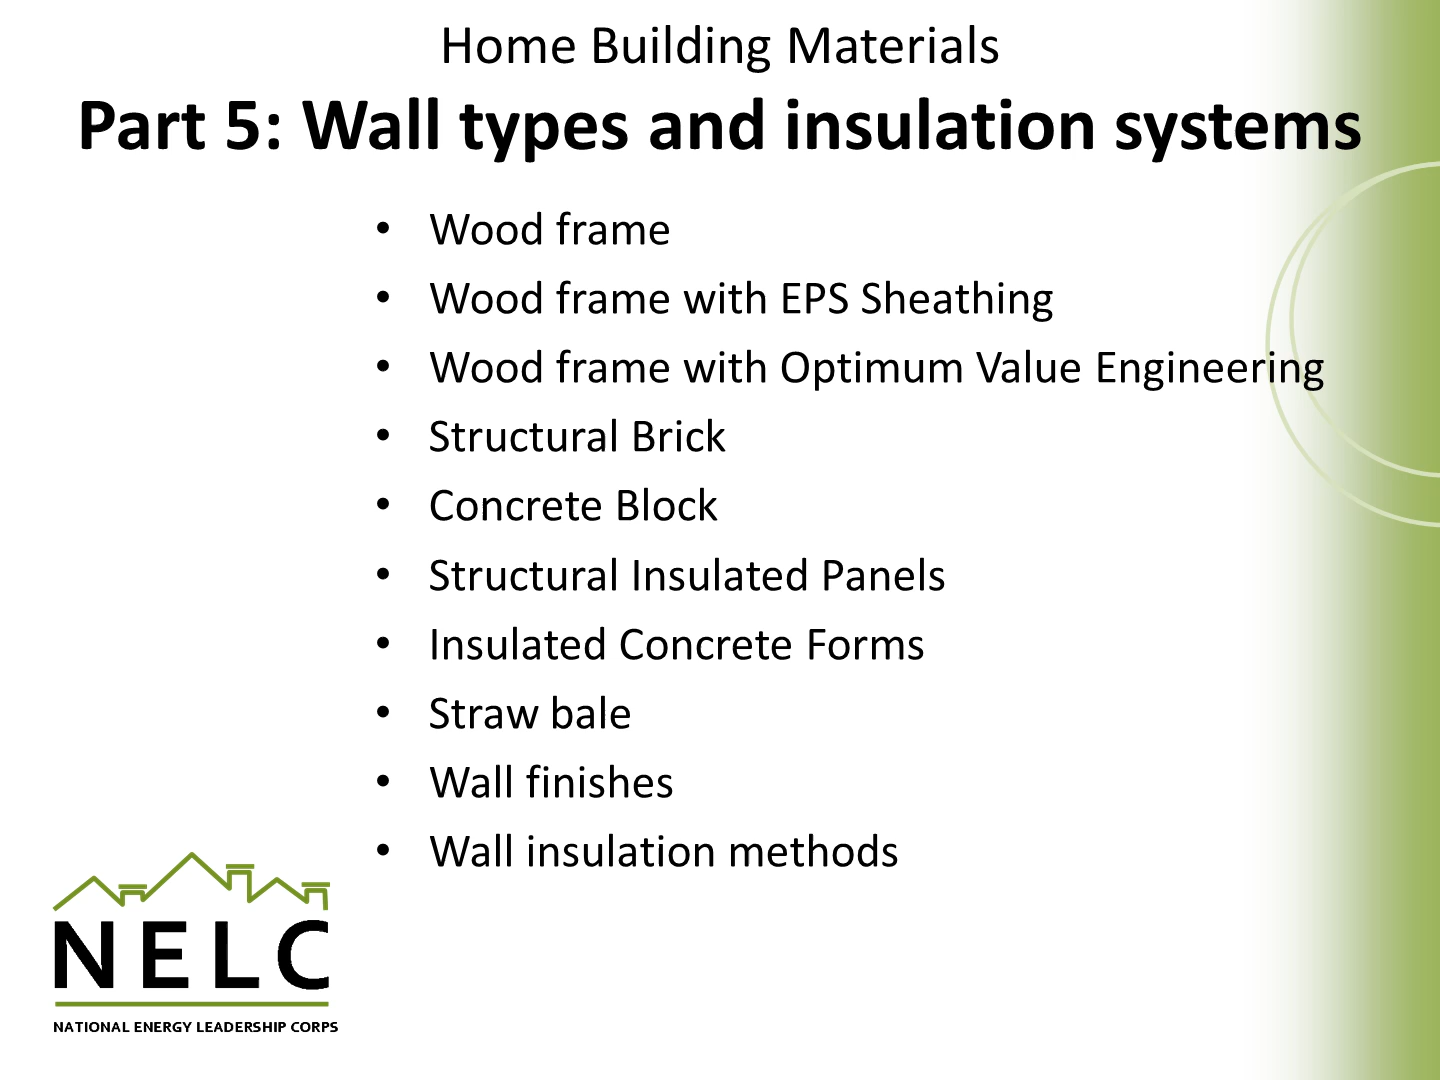 Home Building Materials
Part 5: Wall types and insulation systems
• Wood frame
• Wood frame with EPS Sheathing
• Wood frame with Optimum Value Engineering
• Structural Brick
• Concrete Block
• Structural Insulated Panels
• Insulated Concrete Forms
• Straw bale
• Wall finishes
• Wall insulation methods
NELC
NATIONAL ENERGY LEADERSHIP CORPS